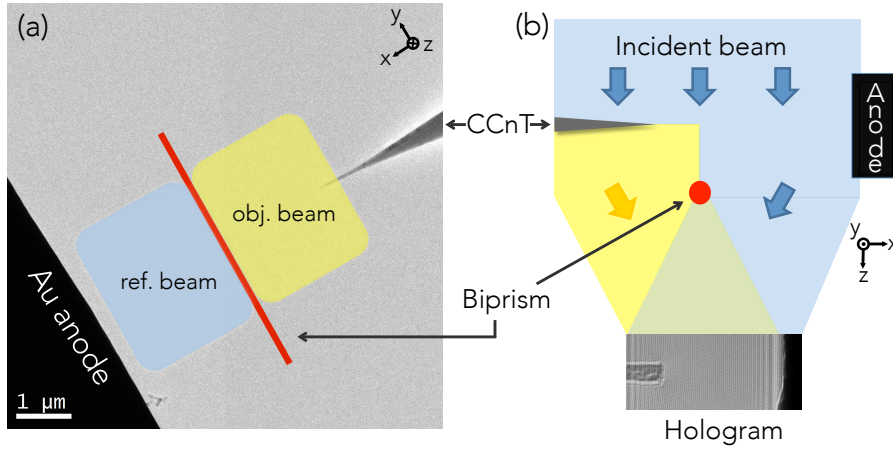 (a)
y
x
z
obj. beam
ref. beam
Au anode
1 µm
CCnT
Biprism
(b)
Incident beam
Anode
y
x
z
Hologram